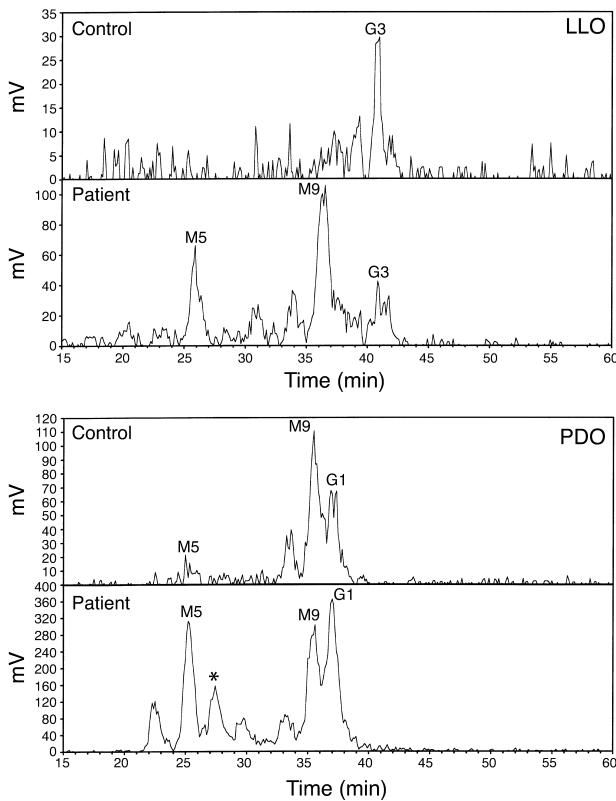 Control
LLO
G3
35
30
25
20
15
10
5
0
mV
Patient
M9
M5
G3
100
80
60
40
20
0
mV
15 20 25 30 35 40 45 50 55 60
Time (min)
Control
PDO
M9
G1
M5
120
110
100
90
80
70
60
50
40
30
20
10
mV
Patient
M5
*
M9
G1
400
360
320
280
240
200
160
120
80
40
0
mV
15 20 25 30 35 40 45 50 55 60
Time (min)